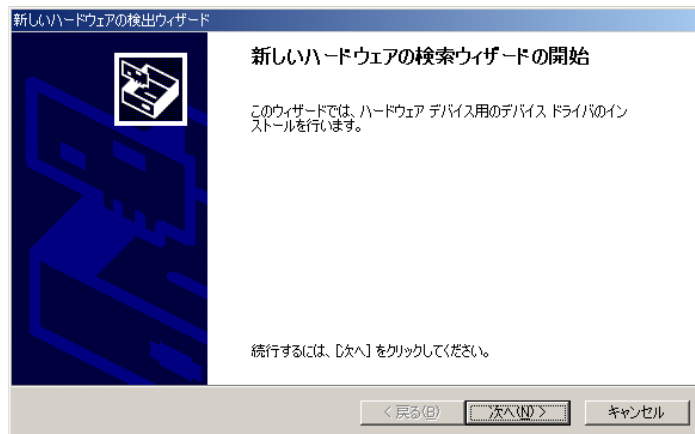 新しいハードウェアの検出ウィザード
新しいハードウェアの検索ウィザードの開始
このウィザードでは、ハードウェア デバイス用のデバイス ドライバのイン
ストールを行います。
続行するには、[次へ] をクリックしてください。
< 戻る(B) 次へ(N) > キャンセル